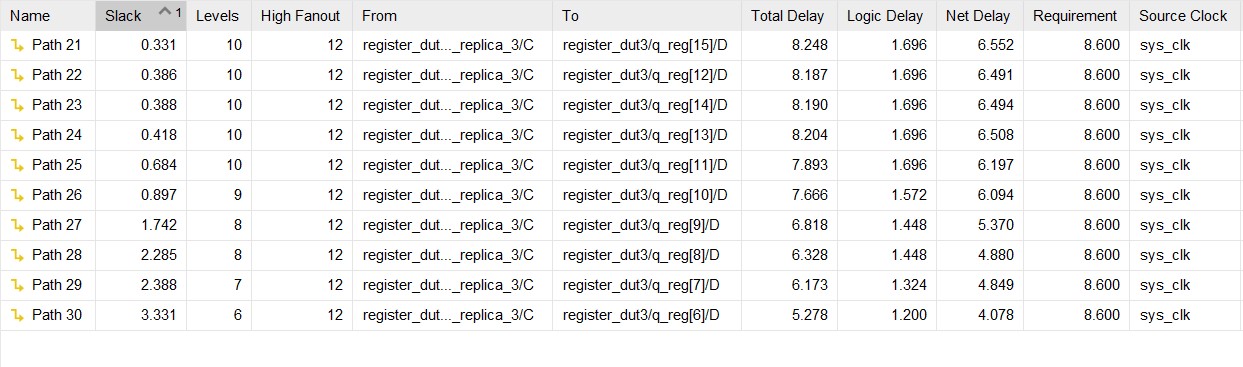 Name Slack 1 Levels High Fanout From To Total Delay Logic Delay Net Delay Requirement Source Clock
Path 21 0.331 10 12 register_dut..._replica_3/C register_dut3/q_reg[15]/D 8.248 1.696 6.552 8.600 sys_clk
Path 22 0.386 10 12 register_dut..._replica_3/C register_dut3/q_reg[12]/D 8.187 1.696 6.491 8.600 sys_clk
Path 23 0.388 10 12 register_dut..._replica_3/C register_dut3/q_reg[14]/D 8.190 1.696 6.494 8.600 sys_clk
Path 24 0.418 10 12 register_dut..._replica_3/C register_dut3/q_reg[13]/D 8.204 1.696 6.508 8.600 sys_clk
Path 25 0.684 10 12 register_dut..._replica_3/C register_dut3/q_reg[11]/D 7.893 1.696 6.197 8.600 sys_clk
Path 26 0.897 9 12 register_dut..._replica_3/C register_dut3/q_reg[10]/D 7.666 1.572 6.094 8.600 sys_clk
Path 27 1.742 8 12 register_dut..._replica_3/C register_dut3/q_reg[9]/D 6.818 1.448 5.370 8.600 sys_clk
Path 28 2.285 8 12 register_dut..._replica_3/C register_dut3/q_reg[8]/D 6.328 1.448 4.880 8.600 sys_clk
Path 29 2.388 7 12 register_dut..._replica_3/C register_dut3/q_reg[7]/D 6.173 1.324 4.849 8.600 sys_clk
Path 30 3.331 6 12 register_dut..._replica_3/C register_dut3/q_reg[6]/D 5.278 1.200 4.078 8.600 sys_clk